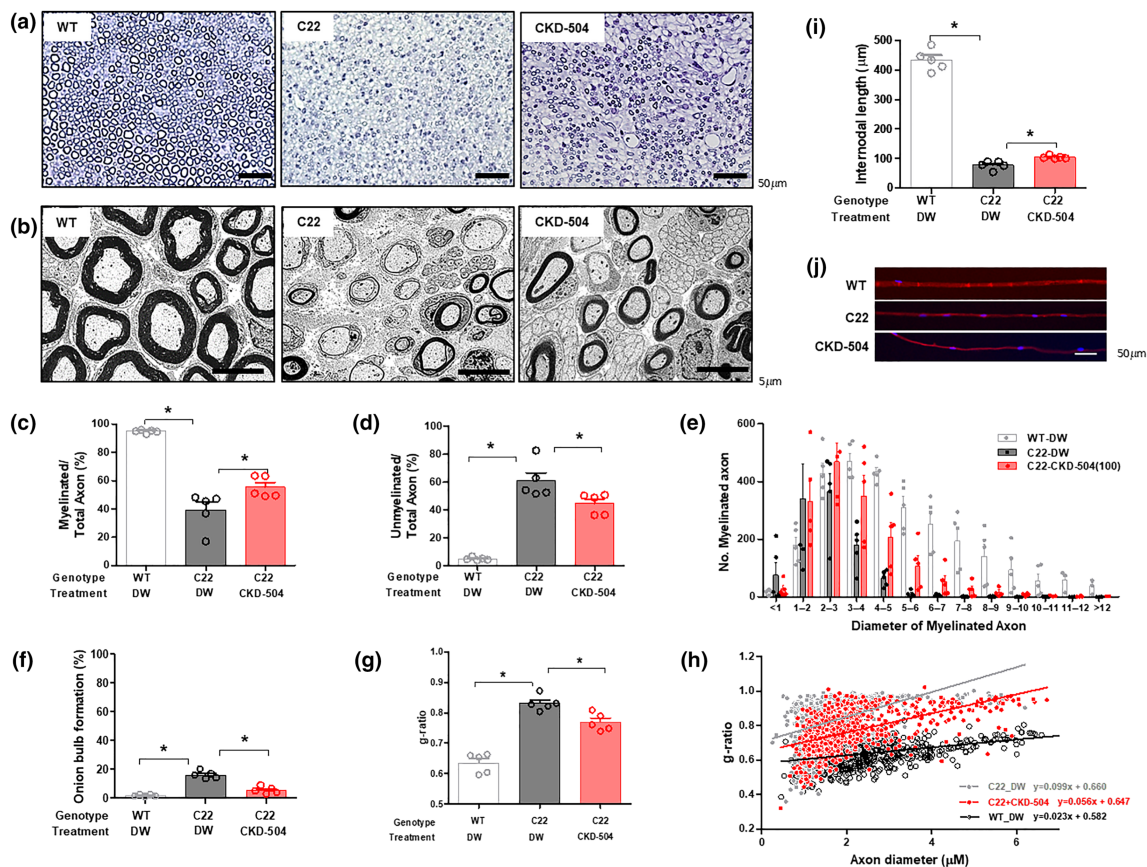 (a)
WT
C22
CKD-504
50µm
(b)
WT
C22
CKD-504
5µm
(i)
Internodal length (µm)
500
400
300
200
100
0
*
*
Genotype WT C22 C22
Treatment DW DW CKD-504
(j)
WT
C22
CKD-504
50µm
(c)
Myelinated/
Total Axon (%)
100
80
60
40
20
0
*
*
Genotype WT C22 C22
Treatment DW DW CKD-504
(d)
Unmyelinated/
Total Axon (%)
100
80
60
40
20
0
*
*
Genotype WT C22 C22
Treatment DW DW CKD-504
(e)
No. Myelinated axon
600
400
200
0
WT-DW
C22-DW
C22-CKD-504(100)
<1 1–2 2–3 3–4 4–5 5–6 6–7 7–8 8–9 9–10 10–11 11–12 >12
Diameter of Myelinated Axon
(f)
Onion bulb formation (%)
100
80
60
40
20
0
*
*
Genotype WT C22 C22
Treatment DW DW CKD-504
(g)
g-ratio
0.9
0.8
0.7
0.6
0.5
*
*
Genotype WT C22 C22
Treatment DW DW CKD-504
(h)
g-ratio
1.2
1.0
0.8
0.6
0.4
0.2
C22_DW y=0.099x + 0.660
C22+CKD-504 y=0.056x + 0.647
WT_DW y=0.023x + 0.582
0 2 4 6
Axon diameter (µM)